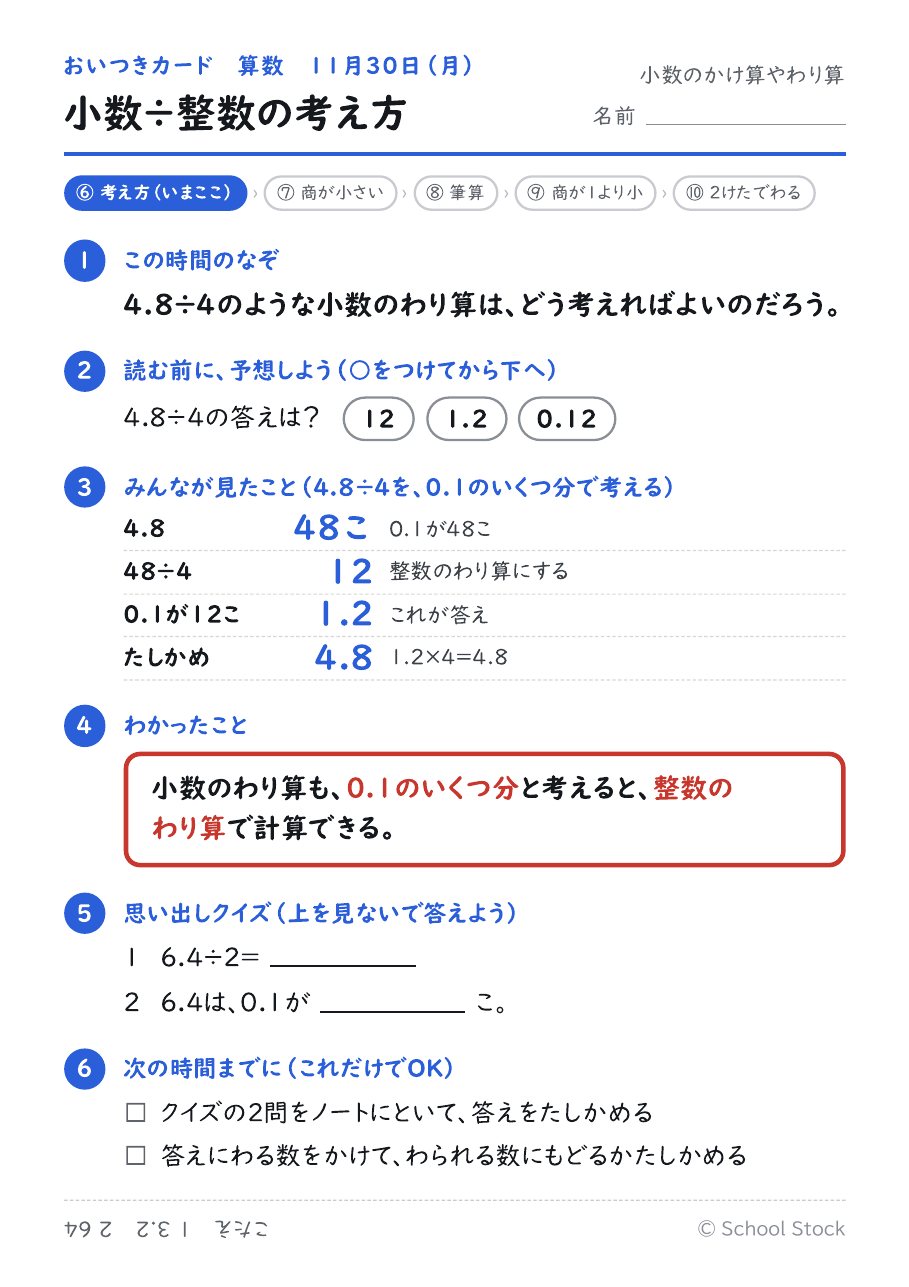 おいつきカード　算数　11月30日（月）
小数のかけ算やわり算
小数÷整数の考え方
名前
⑥ 考え方（いまここ） › ⑦ 商が小さい › ⑧ 筆算 › ⑨ 商が1より小 › ⑩ 2けたでわる
1 この時間のなぞ
4.8÷4のような小数のわり算は、どう考えればよいのだろう。
2 読む前に、予想しよう（○をつけてから下へ）
4.8÷4の答えは？ 12 1.2 0.12
3 みんなが見たこと（4.8÷4を、0.1のいくつ分で考える）
4.8 48こ 0.1が48こ
48÷4 12 整数のわり算にする
0.1が12こ 1.2 これが答え
たしかめ 4.8 1.2×4=4.8
4 わかったこと
小数のわり算も、0.1のいくつ分と考えると、整数の
わり算で計算できる。
5 思い出しクイズ（上を見ないで答えよう）
1 6.4÷2=
2 6.4は、0.1が こ。
6 次の時間までに（これだけでOK）
□ クイズの2問をノートにといて、答えをたしかめる
□ 答えにわる数をかけて、わられる数にもどるかたしかめる
こたえ　1 3.2　2 64
© School Stock